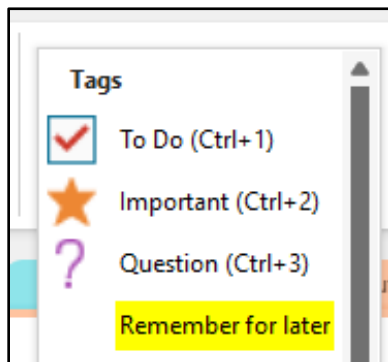 Tags
To Do (Ctrl+1)
Important (Ctrl+2)
Question (Ctrl+3)
Remember for later